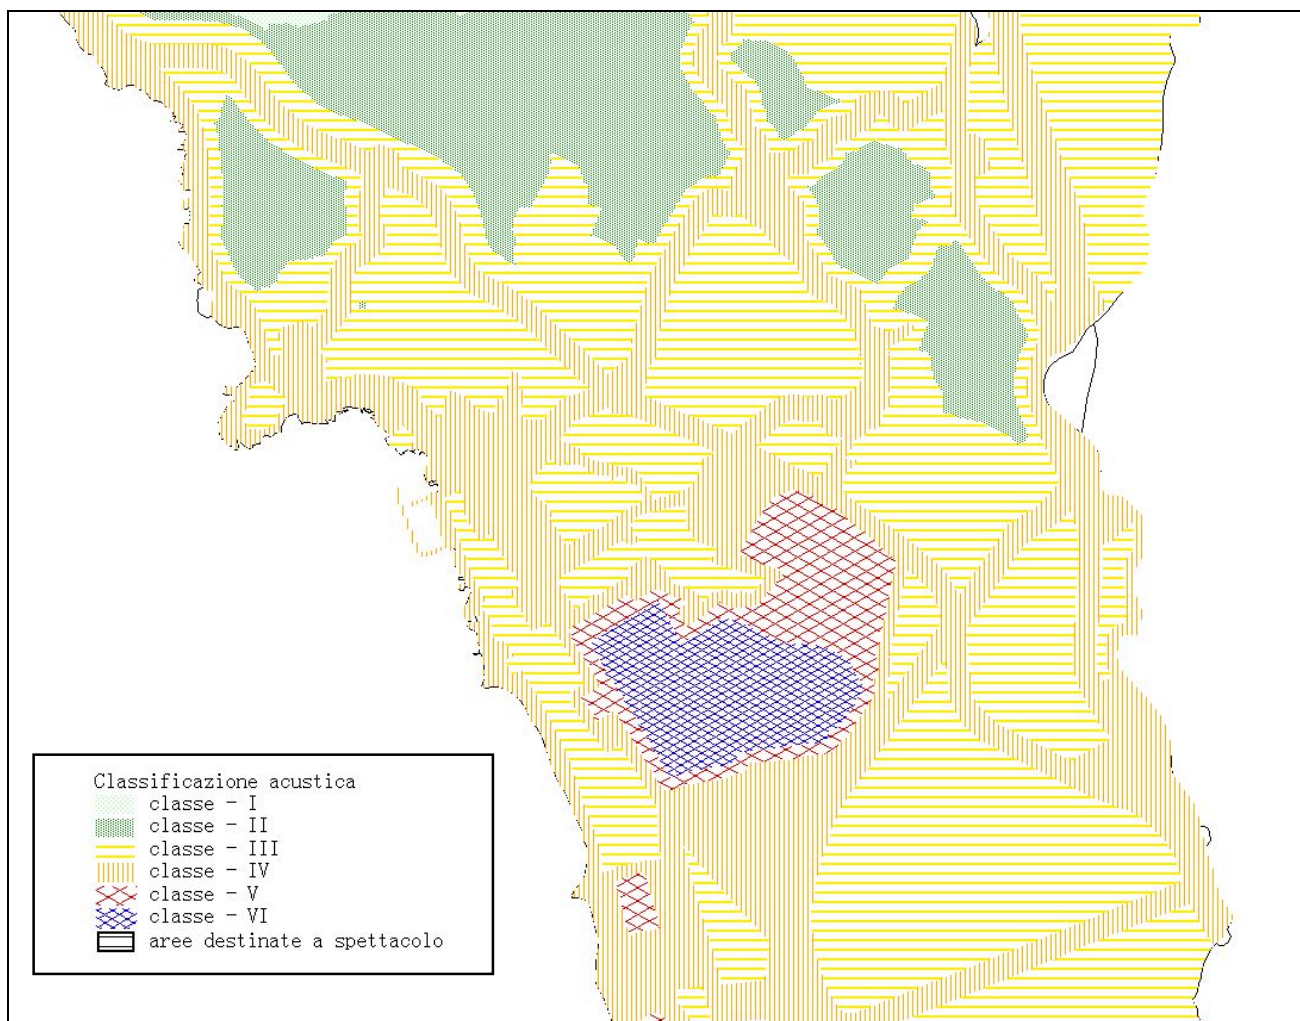 Classificazione acustica
classe - I
classe - II
classe - III
classe - IV
classe - V
classe - VI
aree destinate a spettacolo